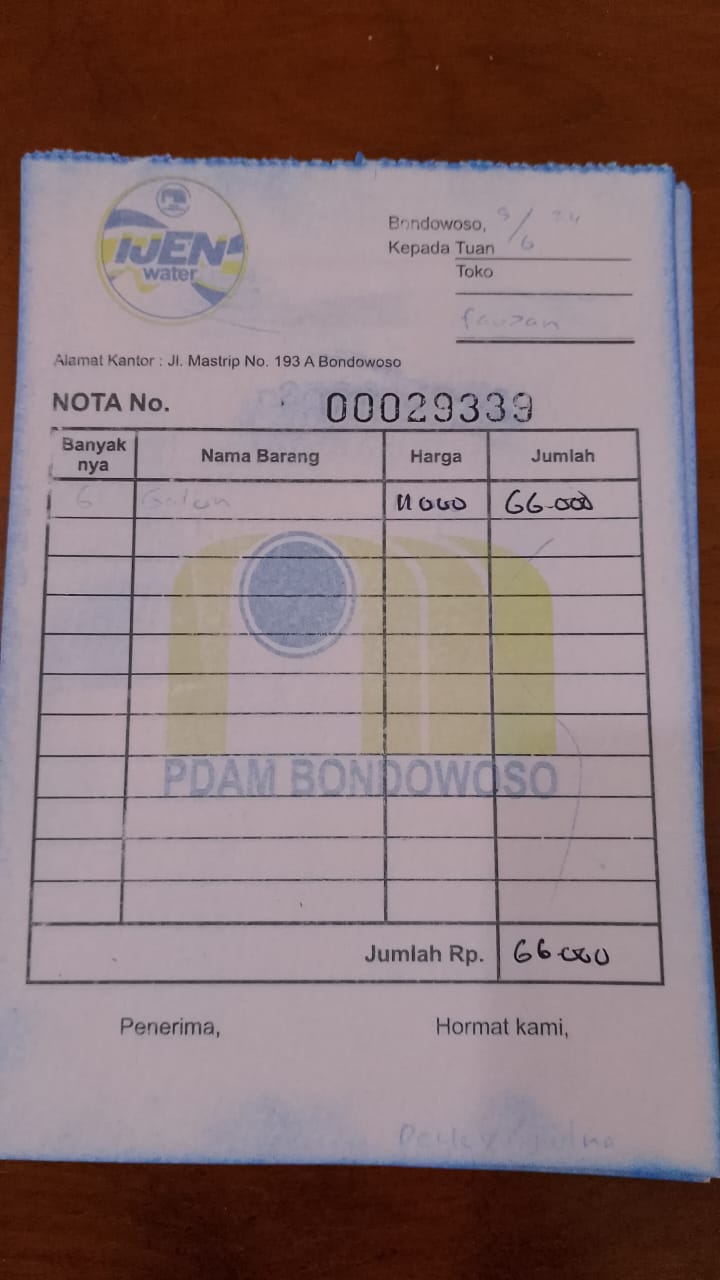 IJEN
water
Bondowoso, 5/6 24
Kepada Tuan
Toko
fauzan
Alamat Kantor : Jl. Mastrip No. 193 A Bondowoso
NOTA No. 00029339
Banyak nya Nama Barang Harga Jumlah
6 Galon 11000 66.000
PDAM BONDOWOSO
Jumlah Rp. 66.000
Penerima, Hormat kami,